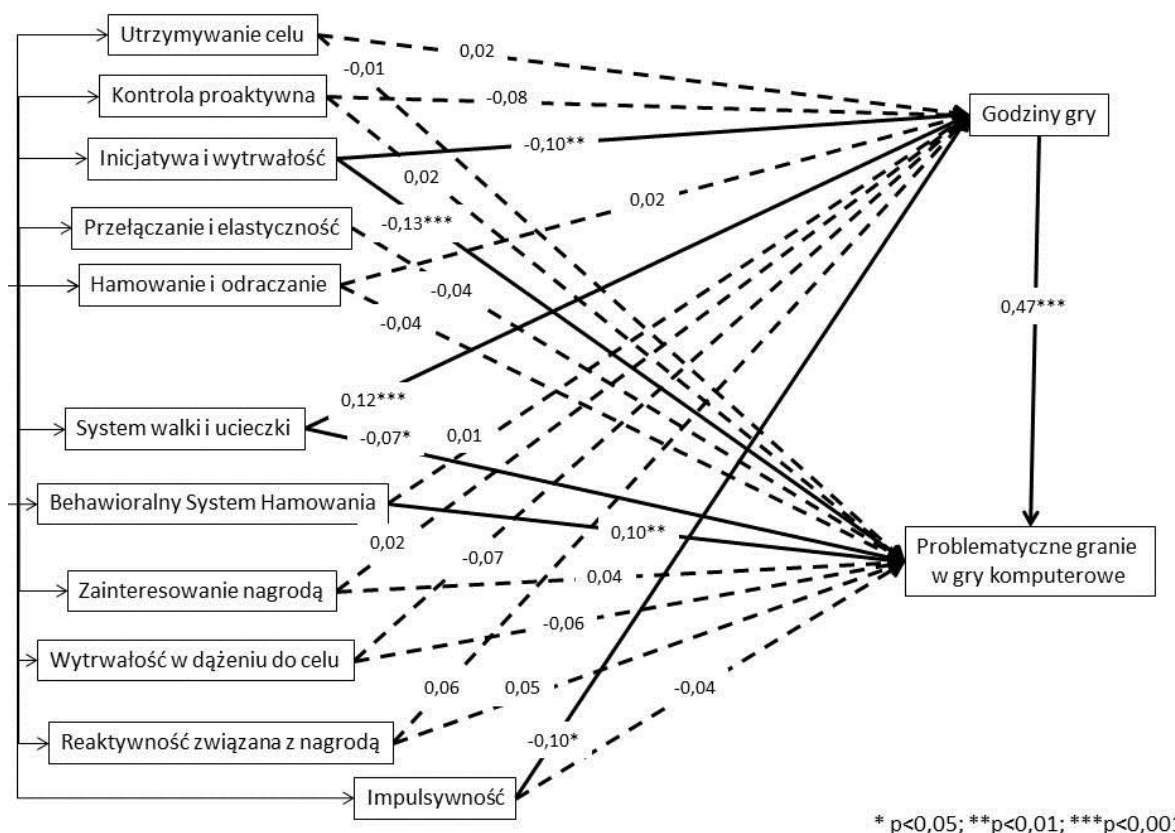 Utrzymywanie celu
0,02
-0,01
Kontrola proaktywna
-0,08
Godziny gry
Inicjatywa i wytrwałość
-0,10**
0,02
Przełączanie i elastyczność
-0,13***
0,02
Hamowanie i odraczanie
-0,04
-0,04
0,47***
0,12***
System walki i ucieczki
-0,07*
0,01
Behawioralny System Hamowania
0,10**
0,02
-0,07
Problematyczne granie
w gry komputerowe
Zainteresowanie nagrodą
0,04
-0,06
Wytrwałość w dążeniu do celu
0,06
0,05
-0,04
Reaktywność związana z nagrodą
-0,10*
Impulsywność
* p<0,05; **p<0,01; ***p<0,001